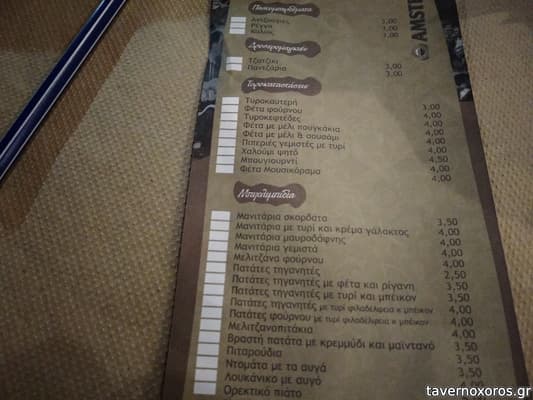 Αντζούγιες 3,00
Ρέγγα 3,00
Κολιός 3,00
AMSTE
Δροσερομεζεδάκια
Τζατζίκι 3,00
Παντζάρια 3,00
Τυροκαταστάσεις
Τυροκαυτερή 3,00
Φέτα φούρνου 4,00
Τυροκεφτέδες 4,00
Φέτα με μέλι πουγκάκια 4,00
Φέτα με μέλι & σουσάμι 4,00
Πιπεριές γεμιστές με τυρί 4,00
Χαλούμι ψητό 4,00
Μπουγιουρντί 4,50
Φέτα Μουσικόραμα 4,00
Μπιρλιμπίδια
Μανιτάρια σκορδατα 3,50
Μανιτάρια με τυρί και κρέμα γάλακτος 4,00
Μανιτάρια μαυροδάφνης 4,00
Μανιτάρια γεμιστά 4,00
Μελιτζάνα φούρνου 4,00
Πατάτες τηγανητές 2,50
Πατάτες τηγανητές με φέτα και ρίγανη 3,50
Πατάτες τηγανητές με τυρί και μπέικον 3,50
Πατάτες τηγανητές με τυρί φιλαδέλφεια κ μπέικον 4,00
Πατάτες φούρνου με τυρί φιλαδέλφεια κ μπέικον 4,00
Μελιτζανοπιτάκια 3,50
Βραστή πατάτα με κρεμμύδι και μαϊντανό 3,50
Πιταρούδια 3,50
Ντομάτα με τα αυγά 3,50
Λουκάνικο με αυγό 4,00
Ορεκτικό πιάτο
tavernoxoros.gr